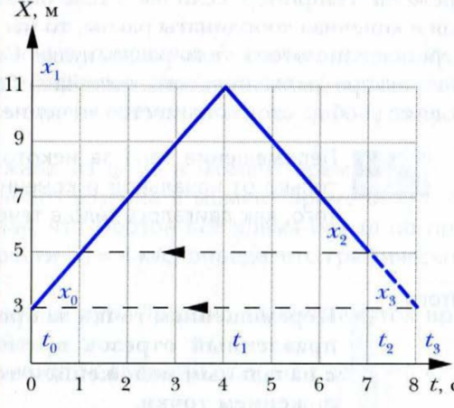 X, м
x₁
11
9
7
5
x₂
3
x₀
x₃
t₀
t₁
t₂
t₃
0
1
2
3
4
5
6
7
8
t, с